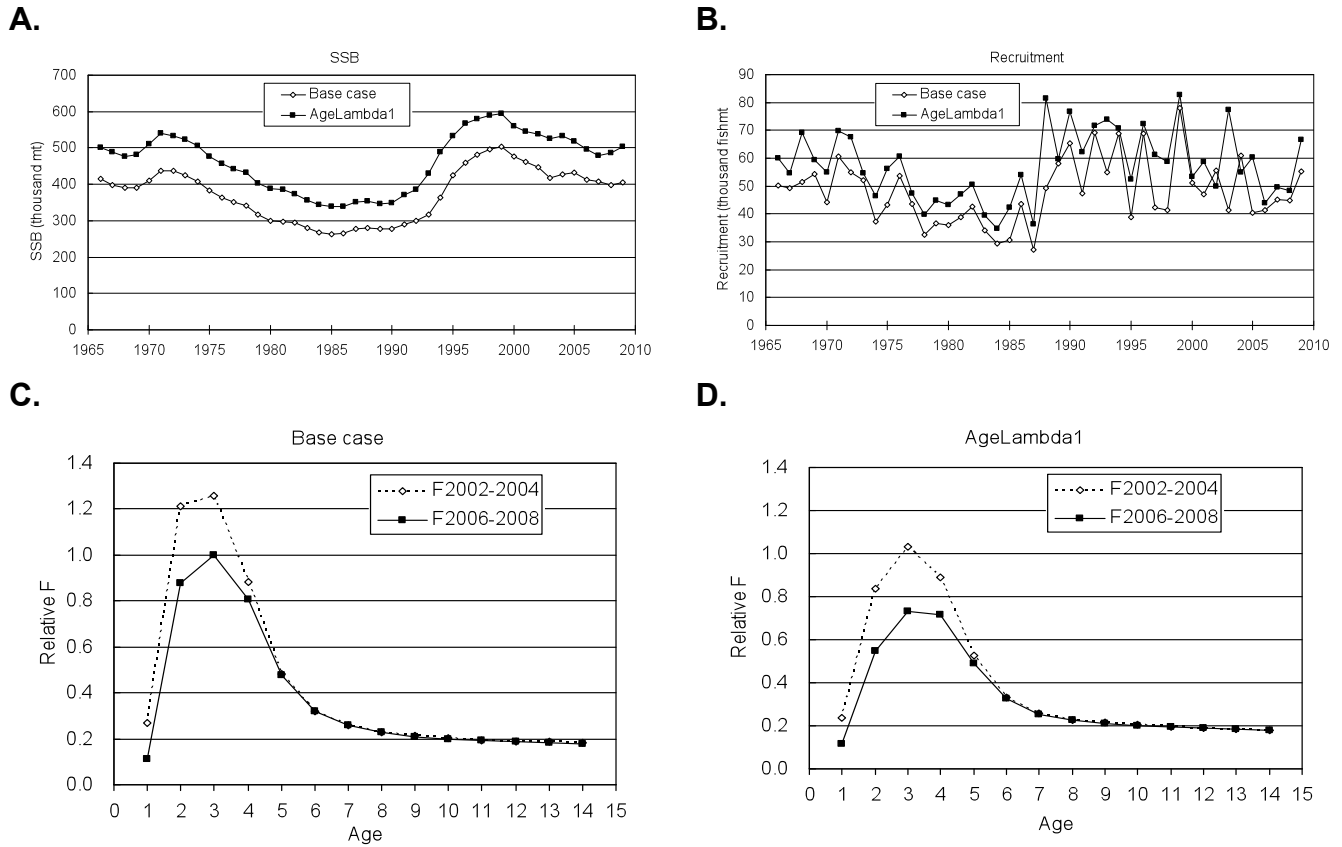 A.
SSB
700
600
500
400
300
200
100
0
SSB (thousand mt)
Base case
AgeLambda1
1965 1970 1975 1980 1985 1990 1995 2000 2005 2010
B.
Recruitment
90
80
70
60
50
40
30
20
10
0
Recruitment (thousand fishmt
Base case
AgeLambda1
1965 1970 1975 1980 1985 1990 1995 2000 2005 2010
C.
Base case
1.4
1.2
1.0
0.8
0.6
0.4
0.2
0.0
Relative F
F2002-2004
F2006-2008
0 1 2 3 4 5 6 7 8 9 10 11 12 13 14 15
Age
D.
AgeLambda1
1.4
1.2
1.0
0.8
0.6
0.4
0.2
0.0
Relative F
F2002-2004
F2006-2008
0 1 2 3 4 5 6 7 8 9 10 11 12 13 14 15
Age